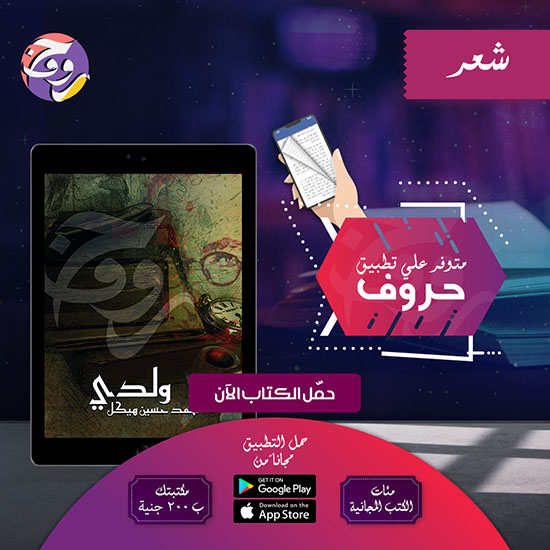 شعر
حروف
متوفر علي تطبيق
حروف
ولدي
محمد حسين هيكل
حمّل الكتاب الآن
حمل التطبيق
مجاناً من
مئات
الكتب المجانية
GET IT ON
Google Play
Download on the
App Store
مكتبتك
ب ٢٠٠ جنية